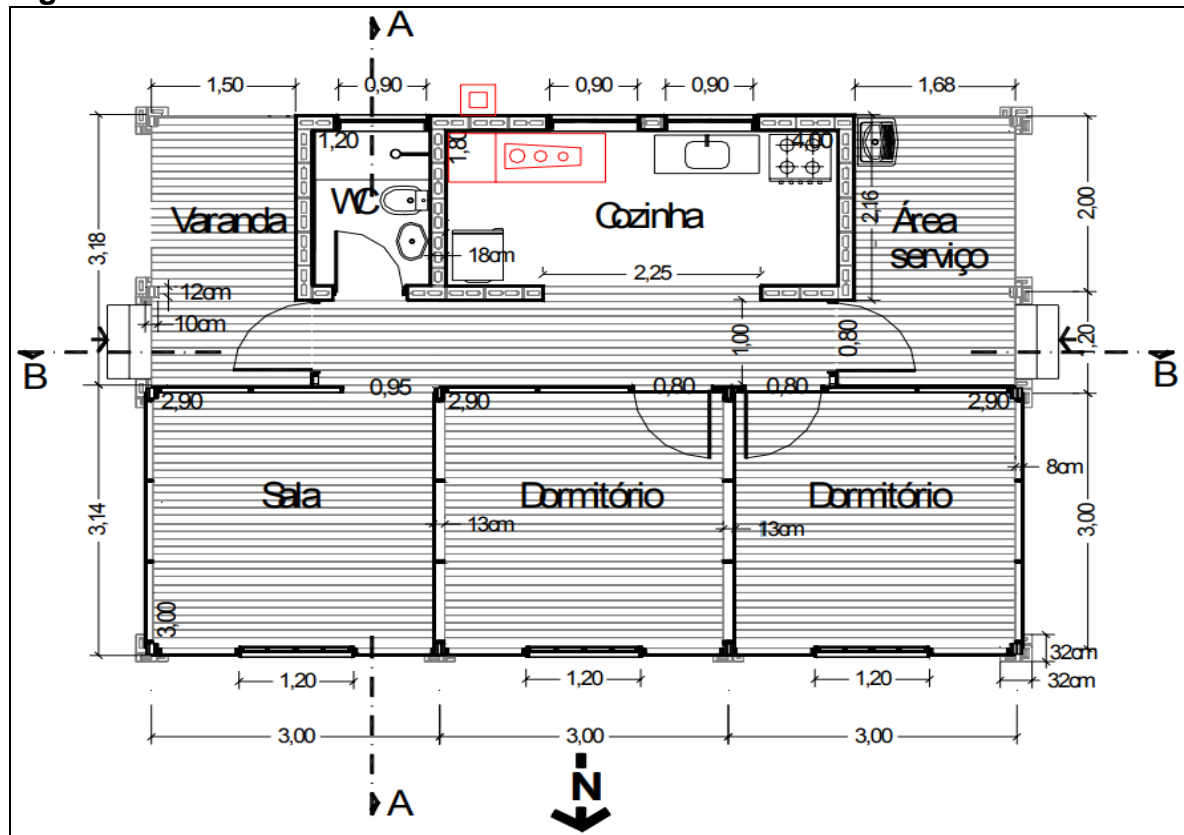 A
1,50
0,90
0,90
0,90
1,68
1,20
1,80
4,00
WC
Varanda
Cozinha
Área
serviço
2,16
2,00
3,18
18cm
2,25
12cm
10cm
1,00
0,80
1,20
B
B
0,95
0,80
0,80
2,90
2,90
2,90
8cm
Sala
Dormitório
Dormitório
13cm
13cm
3,14
3,00
3,00
32cm
32cm
1,20
1,20
1,20
3,00
3,00
3,00
N
A